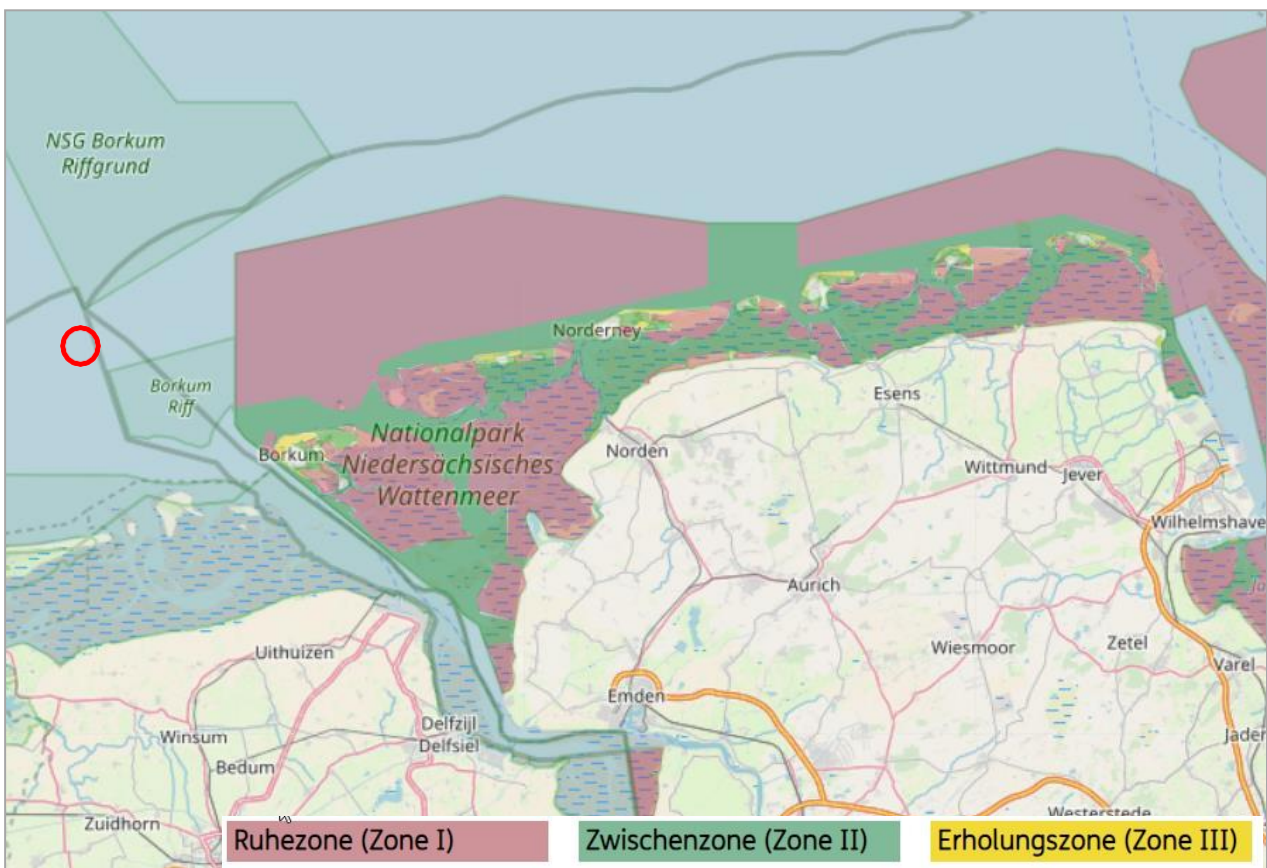 NSG Borkum
Riffgrund
Norderney
Borkum
Riff
Esens
Nationalpark
Niedersächsisches
Wattenmeer
Borkum
Norden
Wittmund
Jever
Wilhelmshave
Aurich
Uithuizen
Wiesmoor
Zetel
Varel
Emden
Delfzijl
Delfsiel
Winsum
Bedum
Jader
Zuidhorn
Westerstede
Ruhezone (Zone I)
Zwischenzone (Zone II)
Erholungszone (Zone III)